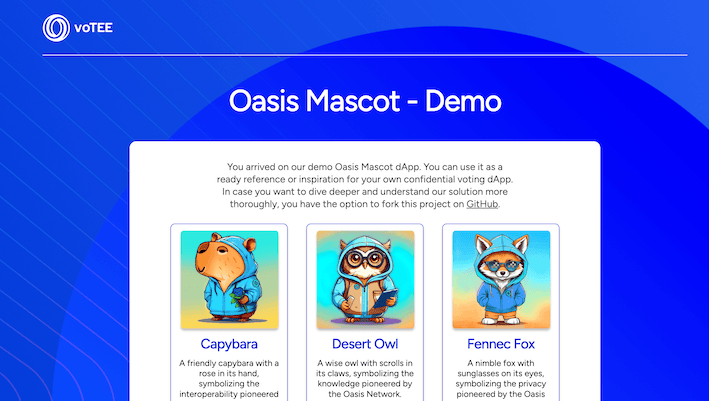 voTEE
Oasis Mascot - Demo
You arrived on our demo Oasis Mascot dApp. You can use it as a
ready reference or inspiration for your own confidential voting dApp.
In case you want to dive deeper and understand our solution more
thoroughly, you have the option to fork this project on GitHub.
Capybara
A friendly capybara with a
rose in its hand,
symbolizing the
interoperability pioneered
Desert Owl
A wise owl with scrolls in
its claws, symbolizing the
knowledge pioneered by
the Oasis Network.
Fennec Fox
A nimble fox with
sunglasses on its eyes,
symbolizing the privacy
pioneered by the Oasis